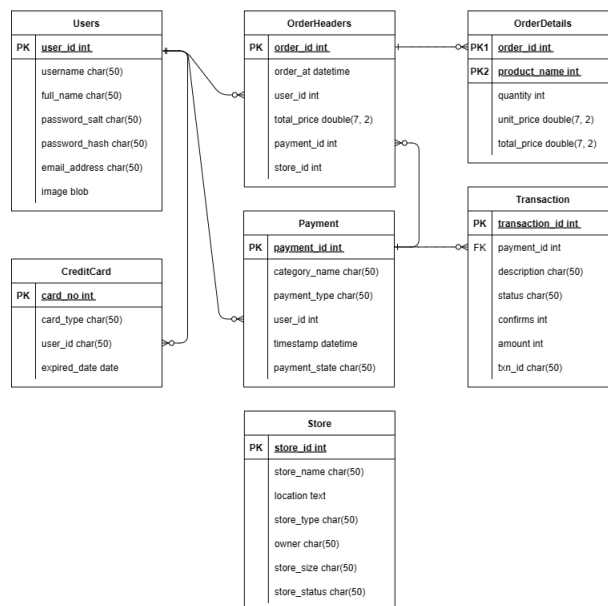 Users
PK user_id int
username char(50)
full_name char(50)
password_salt char(50)
password_hash char(50)
email_address char(50)
image blob
OrderHeaders
PK order_id int
order_at datetime
user_id int
total_price double(7, 2)
payment_id int
store_id int
OrderDetails
PK1 order_id int
PK2 product_name int
quantity int
unit_price double(7, 2)
total_price double(7, 2)
CreditCard
PK card_no int
card_type char(50)
user_id char(50)
expired_date date
Payment
PK payment_id int
category_name char(50)
payment_type char(50)
user_id int
timestamp datetime
payment_state char(50)
Transaction
PK transaction_id int
FK payment_id int
description char(50)
status char(50)
confirms int
amount int
txn_id char(50)
Store
PK store_id int
store_name char(50)
location text
store_type char(50)
owner char(50)
store_size char(50)
store_status char(50)